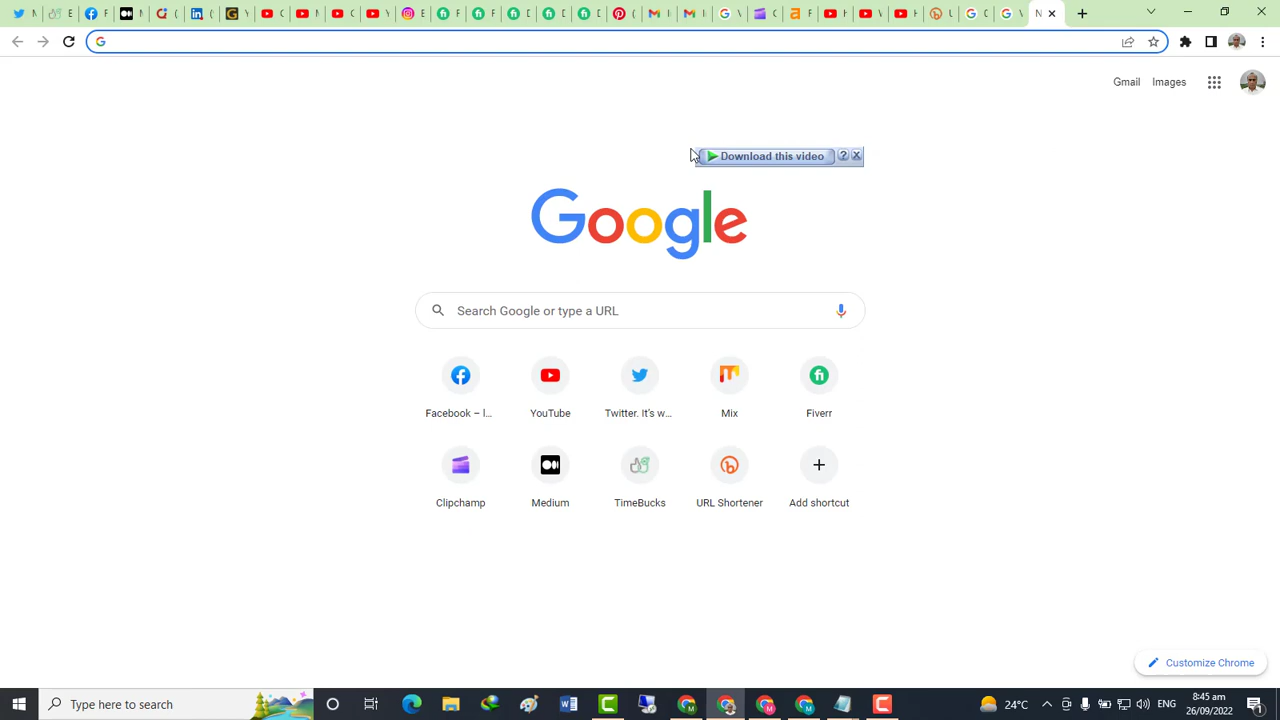 E
F
N
(
(
Y
C
N
C
Y
E
F
F
D
D
D
(
I
I
V
C
F
H
V
H
U
C
V
N
Gmail Images
Download this video
Google
Search Google or type a URL
Facebook – l... YouTube Twitter. It's w... Mix Fiverr
Clipchamp Medium TimeBucks URL Shortener Add shortcut
Customize Chrome
Type here to search
24°C ENG 8:45 am
26/09/2022